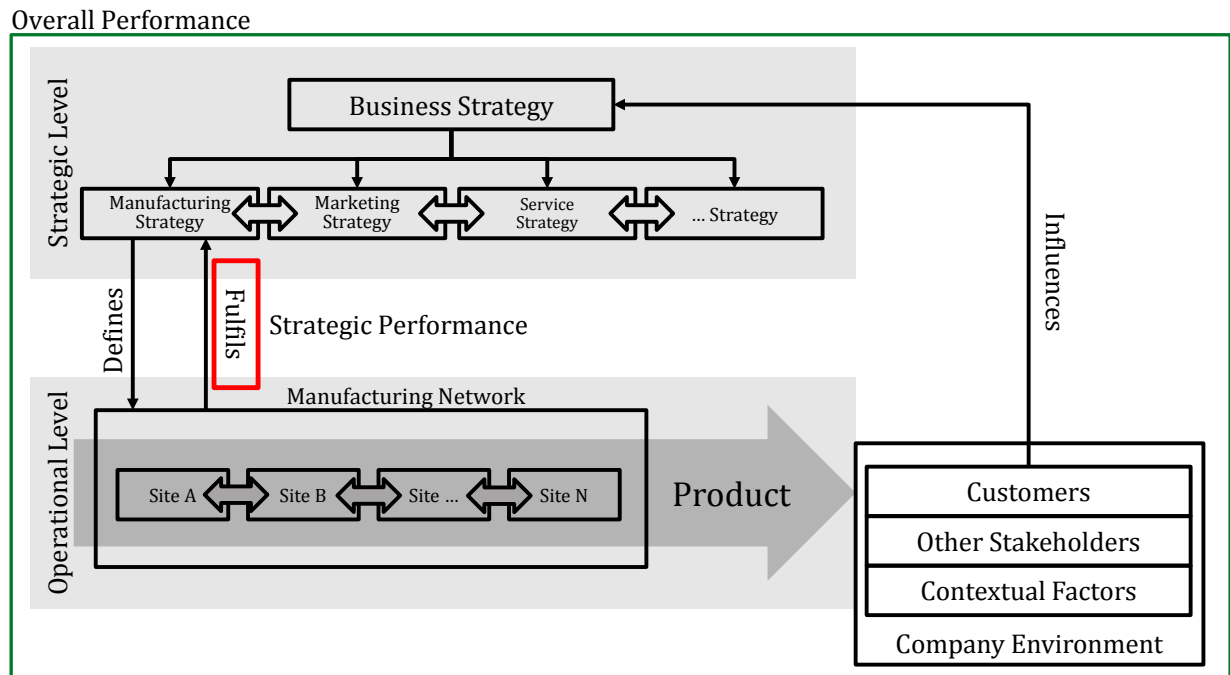 Overall Performance
Strategic Level
Business Strategy
Manufacturing
Strategy
Marketing
Strategy
Service
Strategy
... Strategy
Defines
Fulfils
Strategic Performance
Influences
Operational Level
Manufacturing Network
Site A
Site B
Site ...
Site N
Product
Customers
Other Stakeholders
Contextual Factors
Company Environment